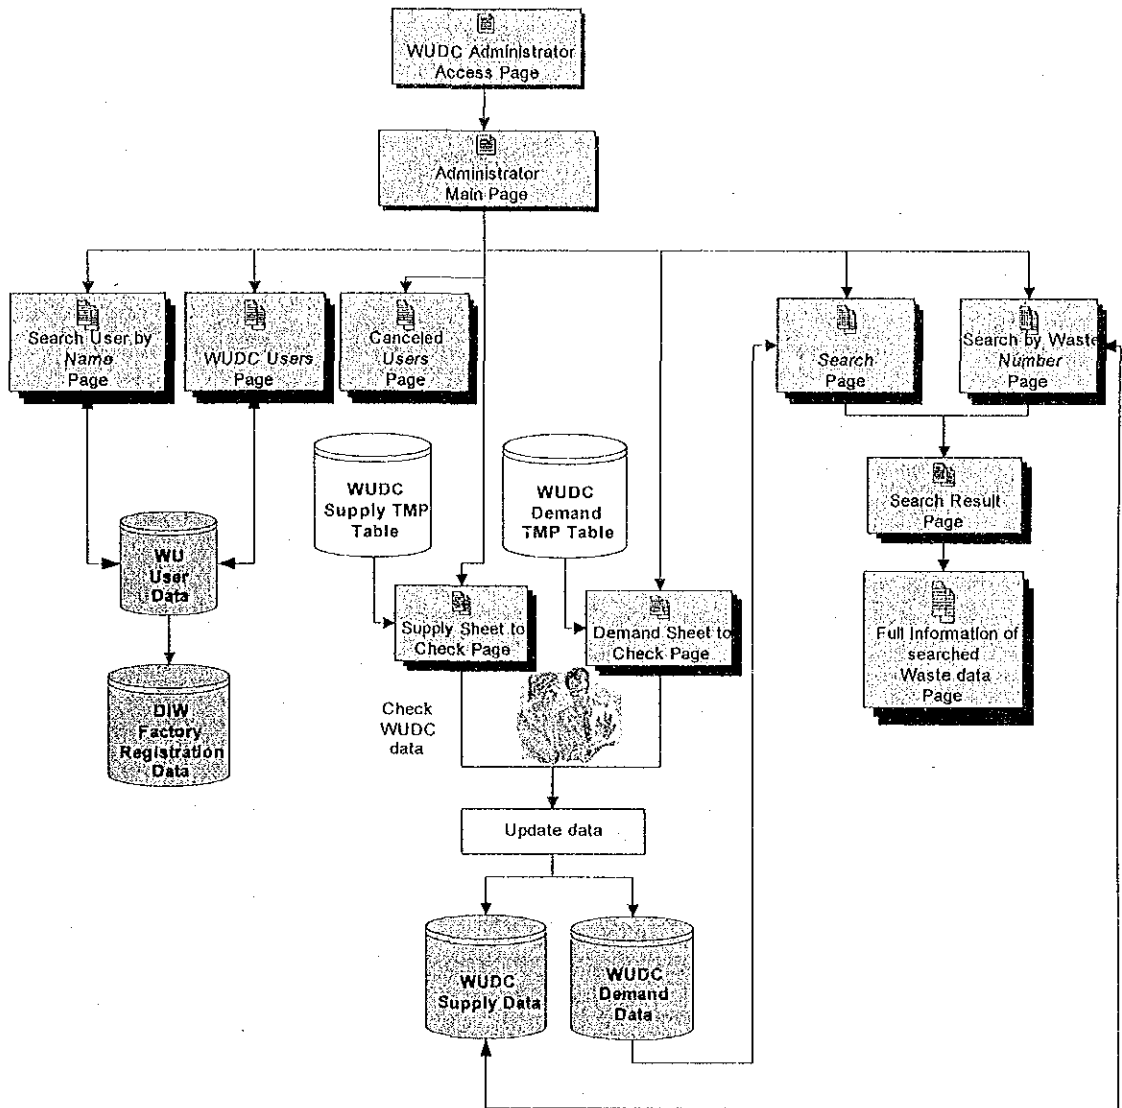 WUDC Administrator
Access Page
Administrator
Main Page
Search User by
Name
Page
WUDC Users
Page
Canceled
Users
Page
Search
Page
Search by Waste
Number
Page
WUDC
Supply TMP
Table
WUDC
Demand
TMP Table
Search Result
Page
WU
User
Data
Supply Sheet to
Check Page
Demand Sheet to
Check Page
Full Information of
searched
Waste data
Page
DIW
Factory
Registration
Data
Check
WUDC
data
Update data
WUDC
Supply Data
WUDC
Demand
Data